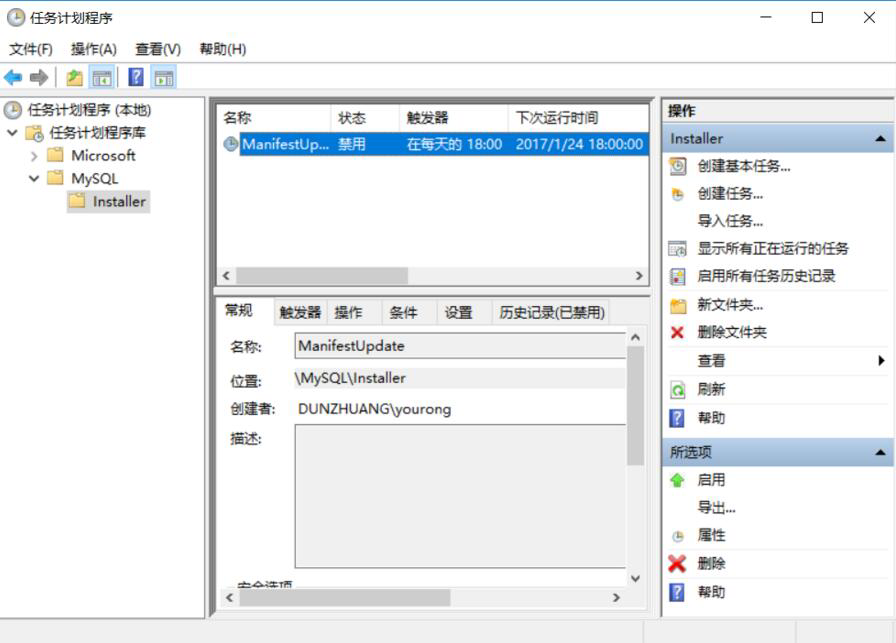 任务计划程序
文件(F) 操作(A) 查看(V) 帮助(H)
任务计划程序 (本地)
任务计划程序库
Microsoft
MySQL
Installer
名称 状态 触发器 下次运行时间
ManifestUp... 禁用 在每天的 18:00 2017/1/24 18:00:00
常规 触发器 操作 条件 设置 历史记录(已禁用)
名称: ManifestUpdate
位置: \MySQL\Installer
创建者: DUNZHUANG\yourong
描述:
安全选项
操作
Installer
创建基本任务...
创建任务...
导入任务...
显示所有正在运行的任务
启用所有任务历史记录
新文件夹...
删除文件夹
查看
刷新
帮助
所选项
启用
导出...
属性
删除
帮助